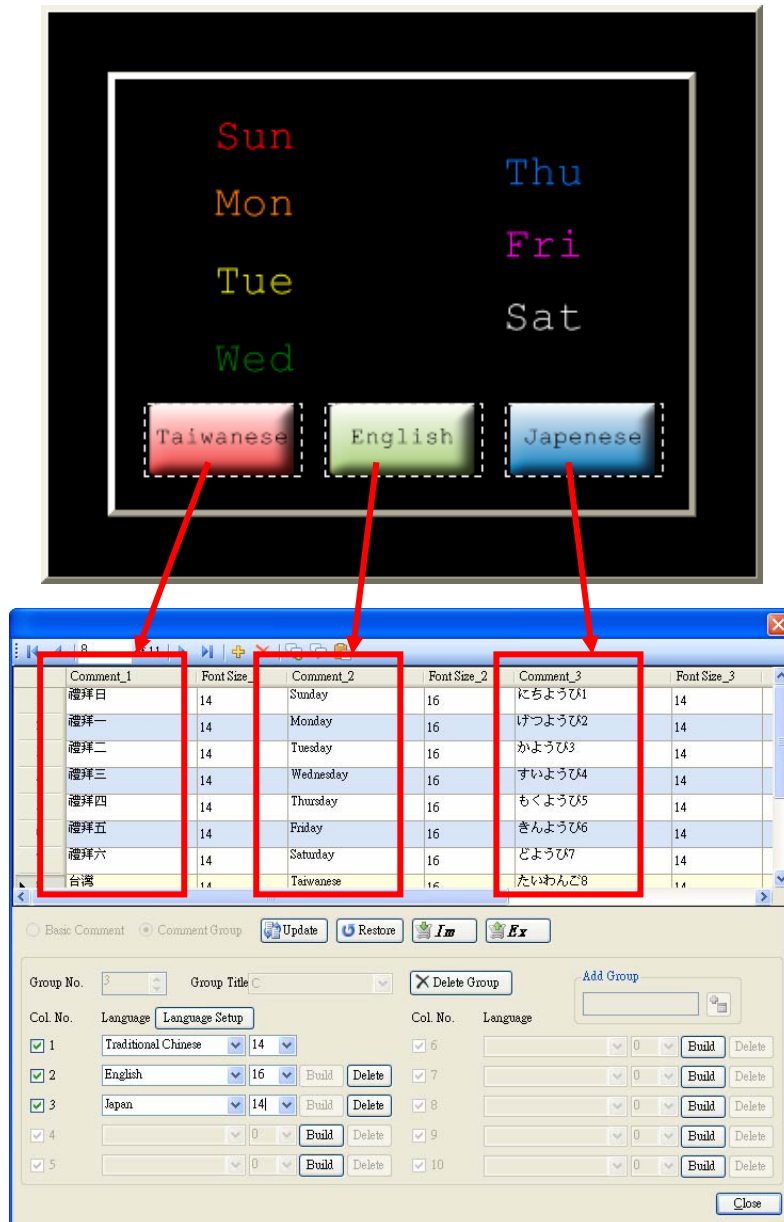 Sun
Mon
Tue
Wed
Thu
Fri
Sat
Taiwanese English Japenese
8
Comment_1 Font Size_ Comment_2 Font Size_2 Comment_3 Font Size_3
禮拜日 14 Sunday 16 にちようび1 14
禮拜一 14 Monday 16 げつようび2 14
禮拜二 14 Tuesday 16 かようび3 14
禮拜三 14 Wednesday 16 すいようび4 14
禮拜四 14 Thursday 16 もくようび5 14
禮拜五 14 Friday 16 きんようび6 14
禮拜六 14 Saturday 16 どようび7 14
台湾 14 Taiwanese 16 たいわんご8 14
Basic Comment Comment Group Update Restore Im Ex
Group No. 3 Group Title C Delete Group Add Group
Col. No. Language Language Setup Col. No. Language
1 Traditional Chinese 14 6 0 Build Delete
2 English 16 Build Delete 7 0 Build Delete
3 Japan 14 Build Delete 8 0 Build Delete
4 0 Build Delete 9 0 Build Delete
5 0 Build Delete 10 0 Build Delete
Close